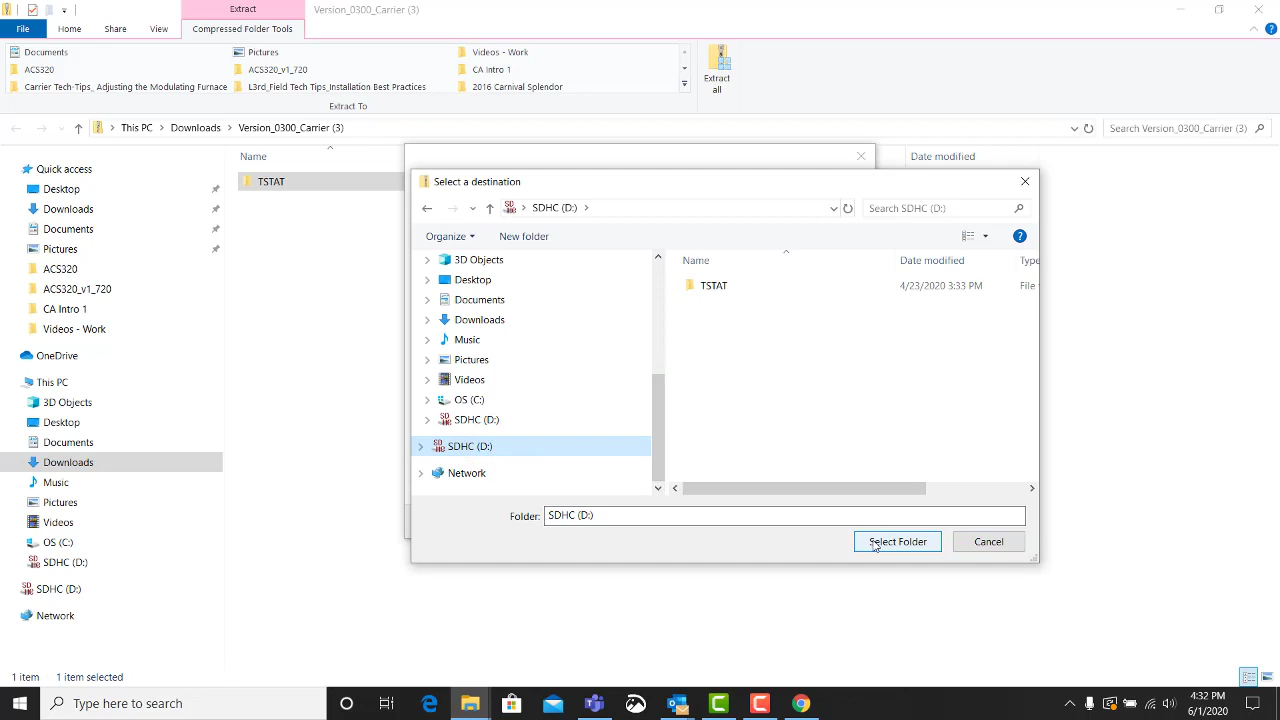 Extract
Version_0300_Carrier (3)
File
Home
Share
View
Compressed Folder Tools
Documents
Pictures
Videos - Work
ACS320
ACS320_v1_720
CA Intro 1
Carrier Tech-Tips_ Adjusting the Modulating Furnace
L3rd_Field Tech Tips_Installation Best Practices
2016 Carnival Splendor
Extract all
Extract To
This PC
Downloads
Version_0300_Carrier (3)
Search Version_0300_Carrier (3)
Name
Date modified
TSTAT
Quick access
Desktop
Downloads
Documents
Pictures
ACS320
ACS320_v1_720
CA Intro 1
Videos - Work
OneDrive
This PC
3D Objects
Desktop
Documents
Downloads
Music
Pictures
Videos
OS (C:)
SDHC (D:)
SDHC (D:)
Network
Select a destination
SDHC (D:)
Search SDHC (D:)
Organize
New folder
3D Objects
Desktop
Documents
Downloads
Music
Pictures
Videos
OS (C:)
SDHC (D:)
SDHC (D:)
Network
Name
Date modified
Type
TSTAT
4/23/2020 3:33 PM
File
Folder:
SDHC (D:)
Select Folder
Cancel
1 item
1 item selected
Type here to search
4:32 PM
6/1/2020